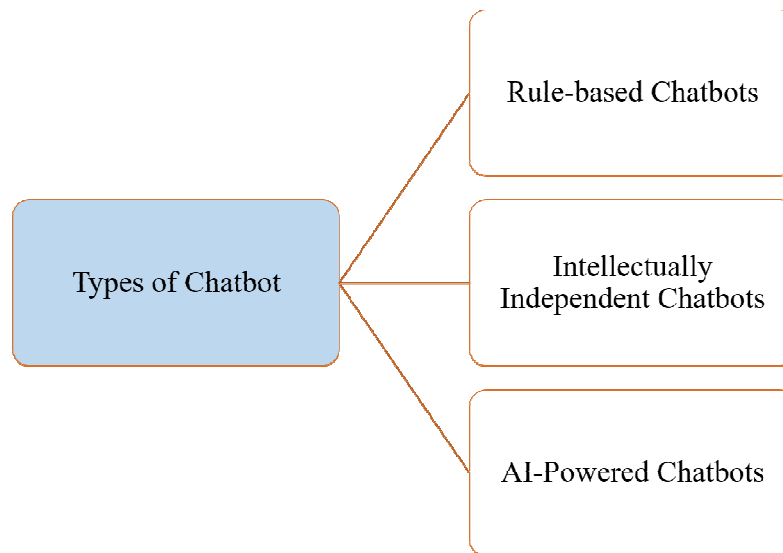 Rule-based Chatbots
Types of Chatbot
Intellectually
Independent Chatbots
AI-Powered Chatbots